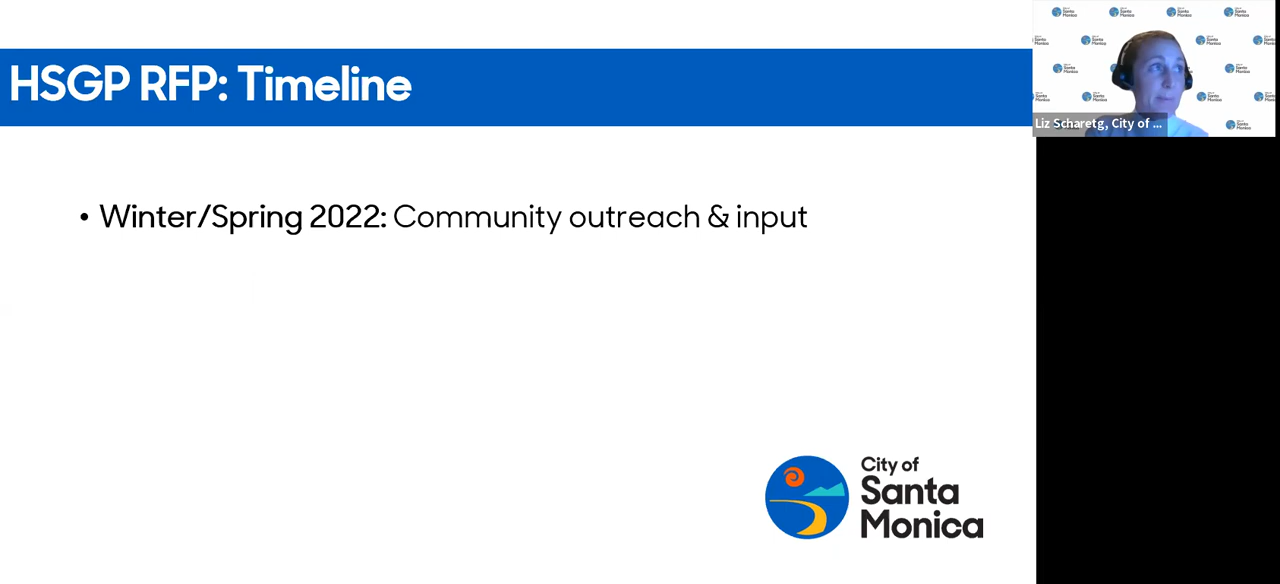 HSGP RFP: Timeline
• Winter/Spring 2022: Community outreach & input
City of
Santa
Monica
Liz Scharetg, City of ...